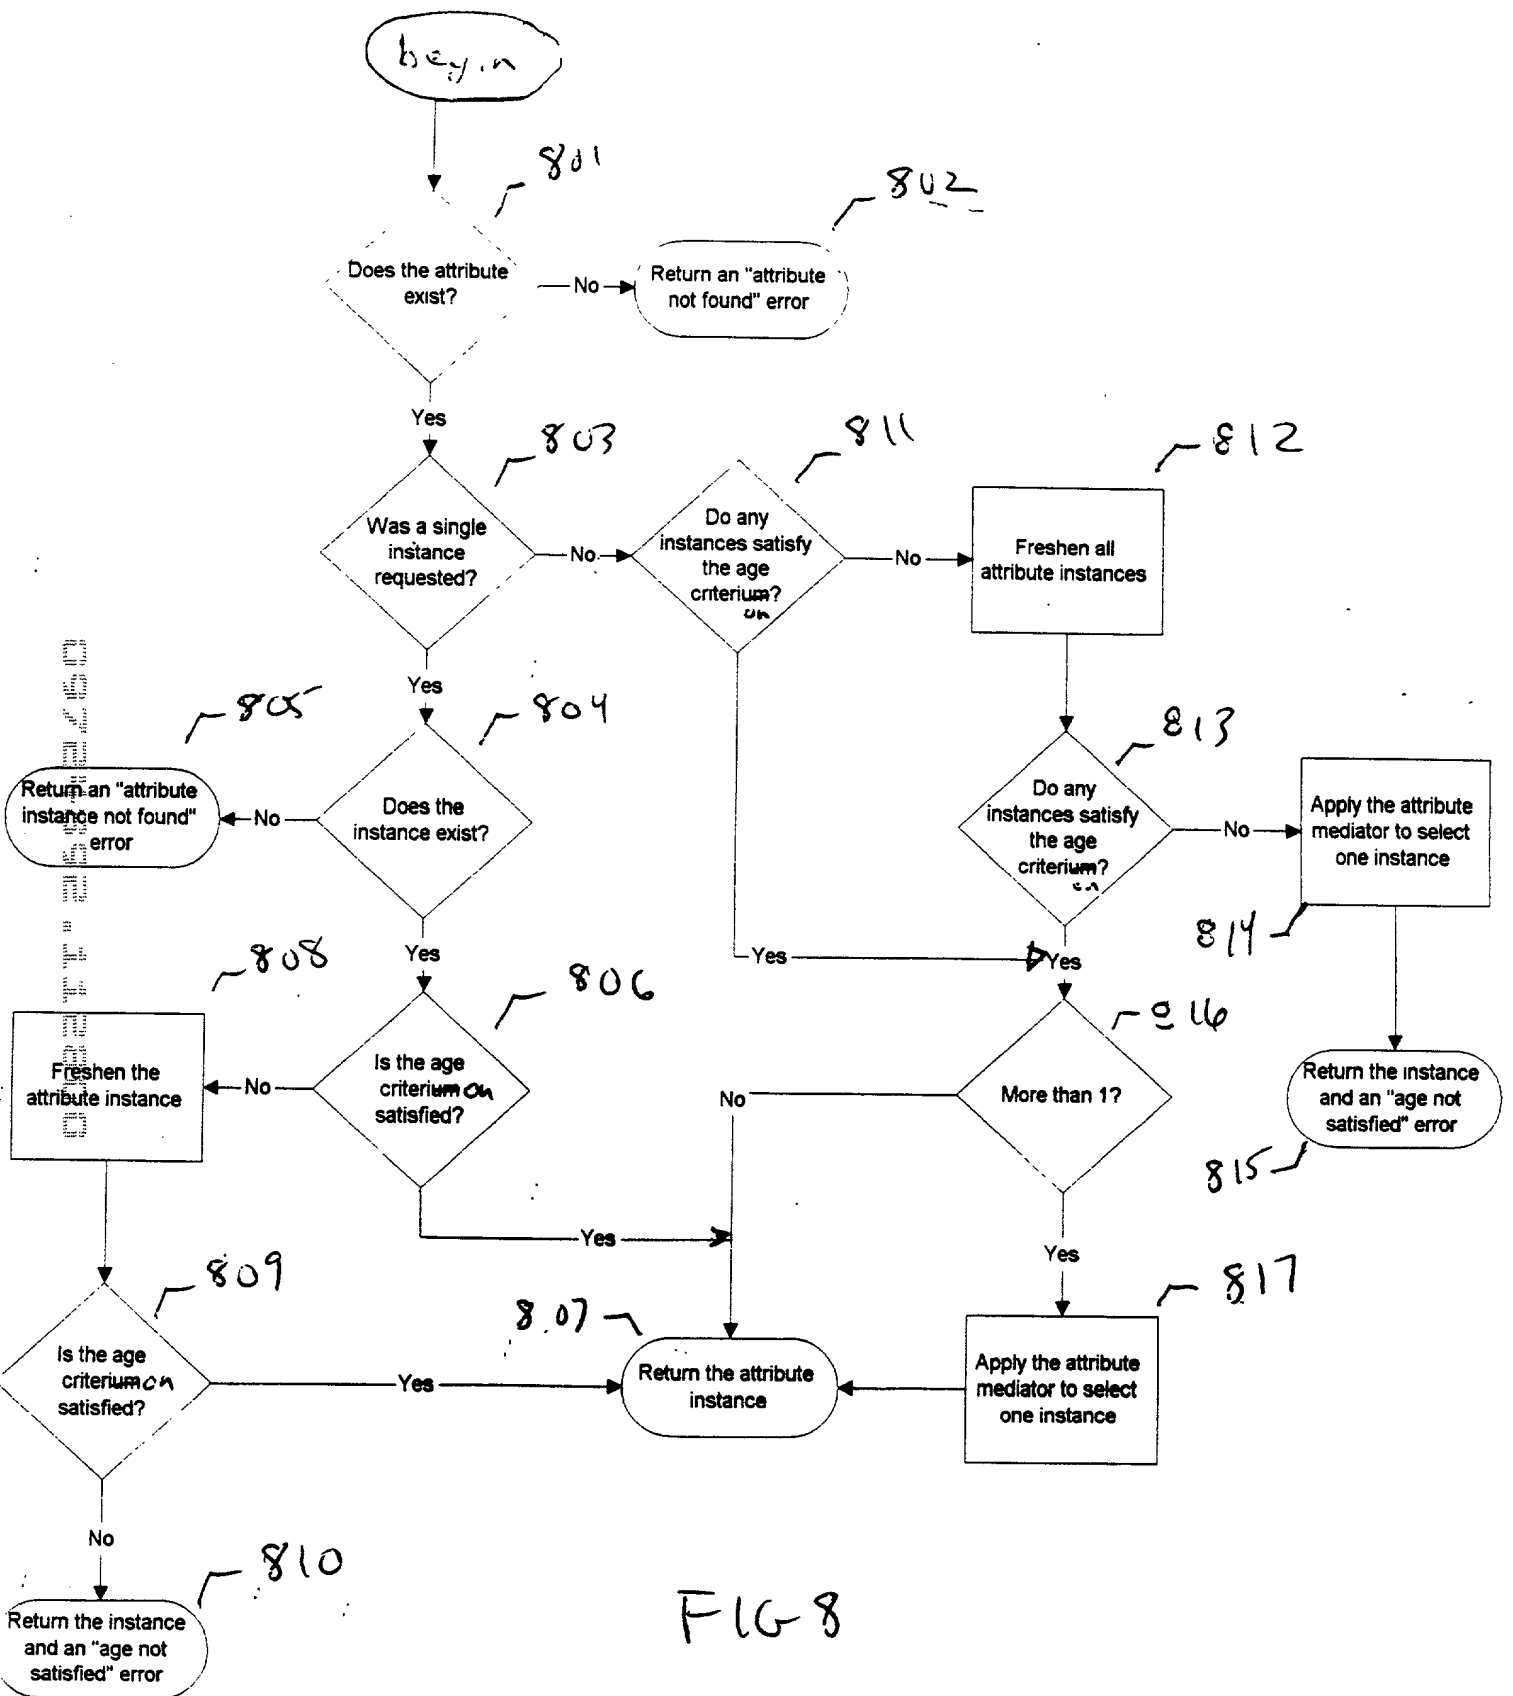 begin
801
802
Does the attribute
exist?
No
Return an "attribute
not found" error
Yes
803
811
812
Was a single
instance
requested?
No
Do any
instances satisfy
the age
criterium?
on
No
Freshen all
attribute instances
Yes
805
804
813
Return an "attribute
instance not found"
error
No
Does the
instance exist?
Do any
instances satisfy
the age
criterium?
on
No
Apply the attribute
mediator to select
one instance
814
Yes
Yes
Yes
808
806
816
Freshen the
attribute instance
No
Is the age
criteriumon
satisfied?
No
More than 1?
Return the instance
and an "age not
satisfied" error
815
Yes
Yes
809
807
817
Is the age
criteriumon
satisfied?
Yes
Return the attribute
instance
Apply the attribute
mediator to select
one instance
No
810
Return the instance
and an "age not
satisfied" error
FIG 8